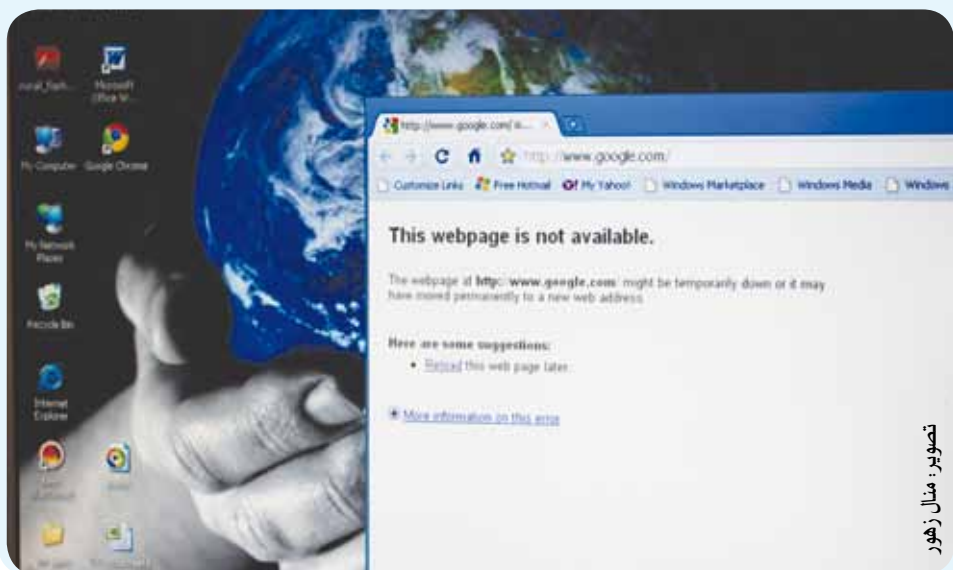 Microsoft
Office W...
My Computer
Google Chrome
My Network
Places
Recycle Bin
Internet
Explorer
http://www.google.com/ is...
http://www.google.com/
Customize Links Free Hotmail My Yahoo! Windows Marketplace Windows Media Windows
This webpage is not available.
The webpage at http://www.google.com/ might be temporarily down or it may
have moved permanently to a new web address.
Here are some suggestions:
Reload this web page later.
More information on this error
تصوير: منال زهور